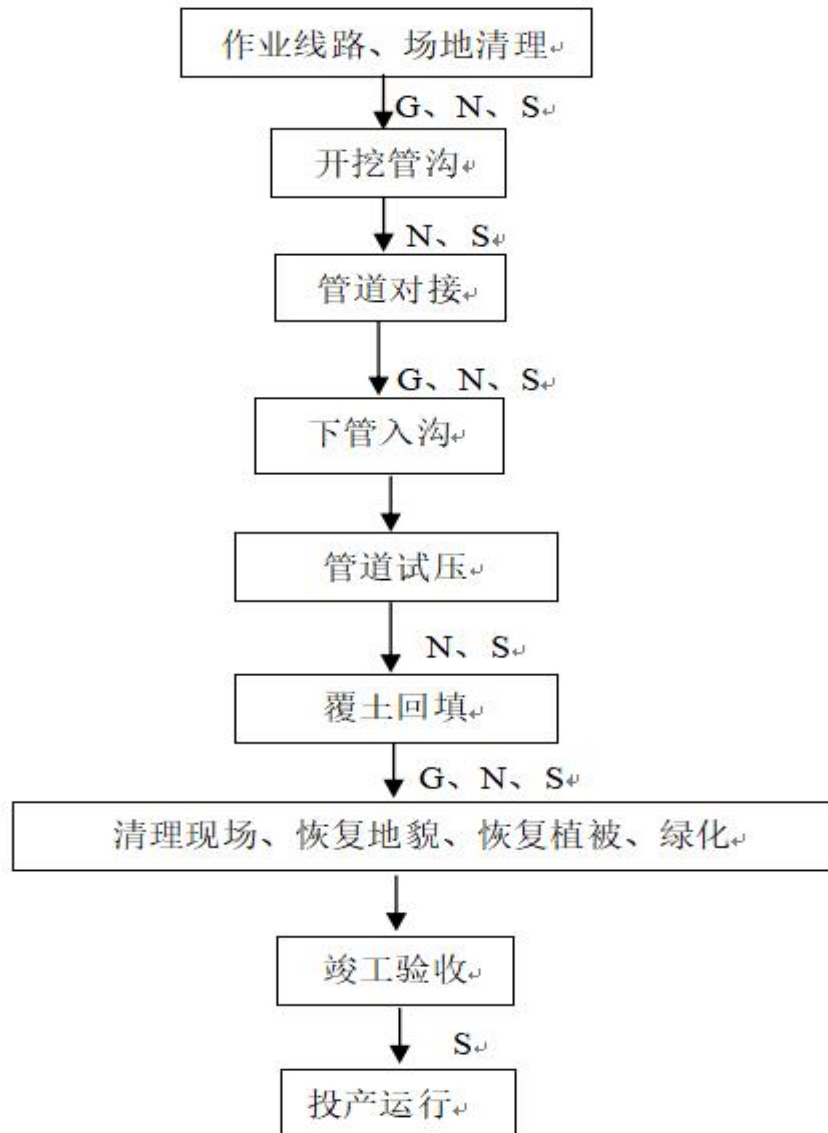 作业线路、场地清理
G、N、S
开挖管沟
N、S
管道对接
G、N、S
下管入沟
管道试压
N、S
覆土回填
G、N、S
清理现场、恢复地貌、恢复植被、绿化
竣工验收
S
投产运行